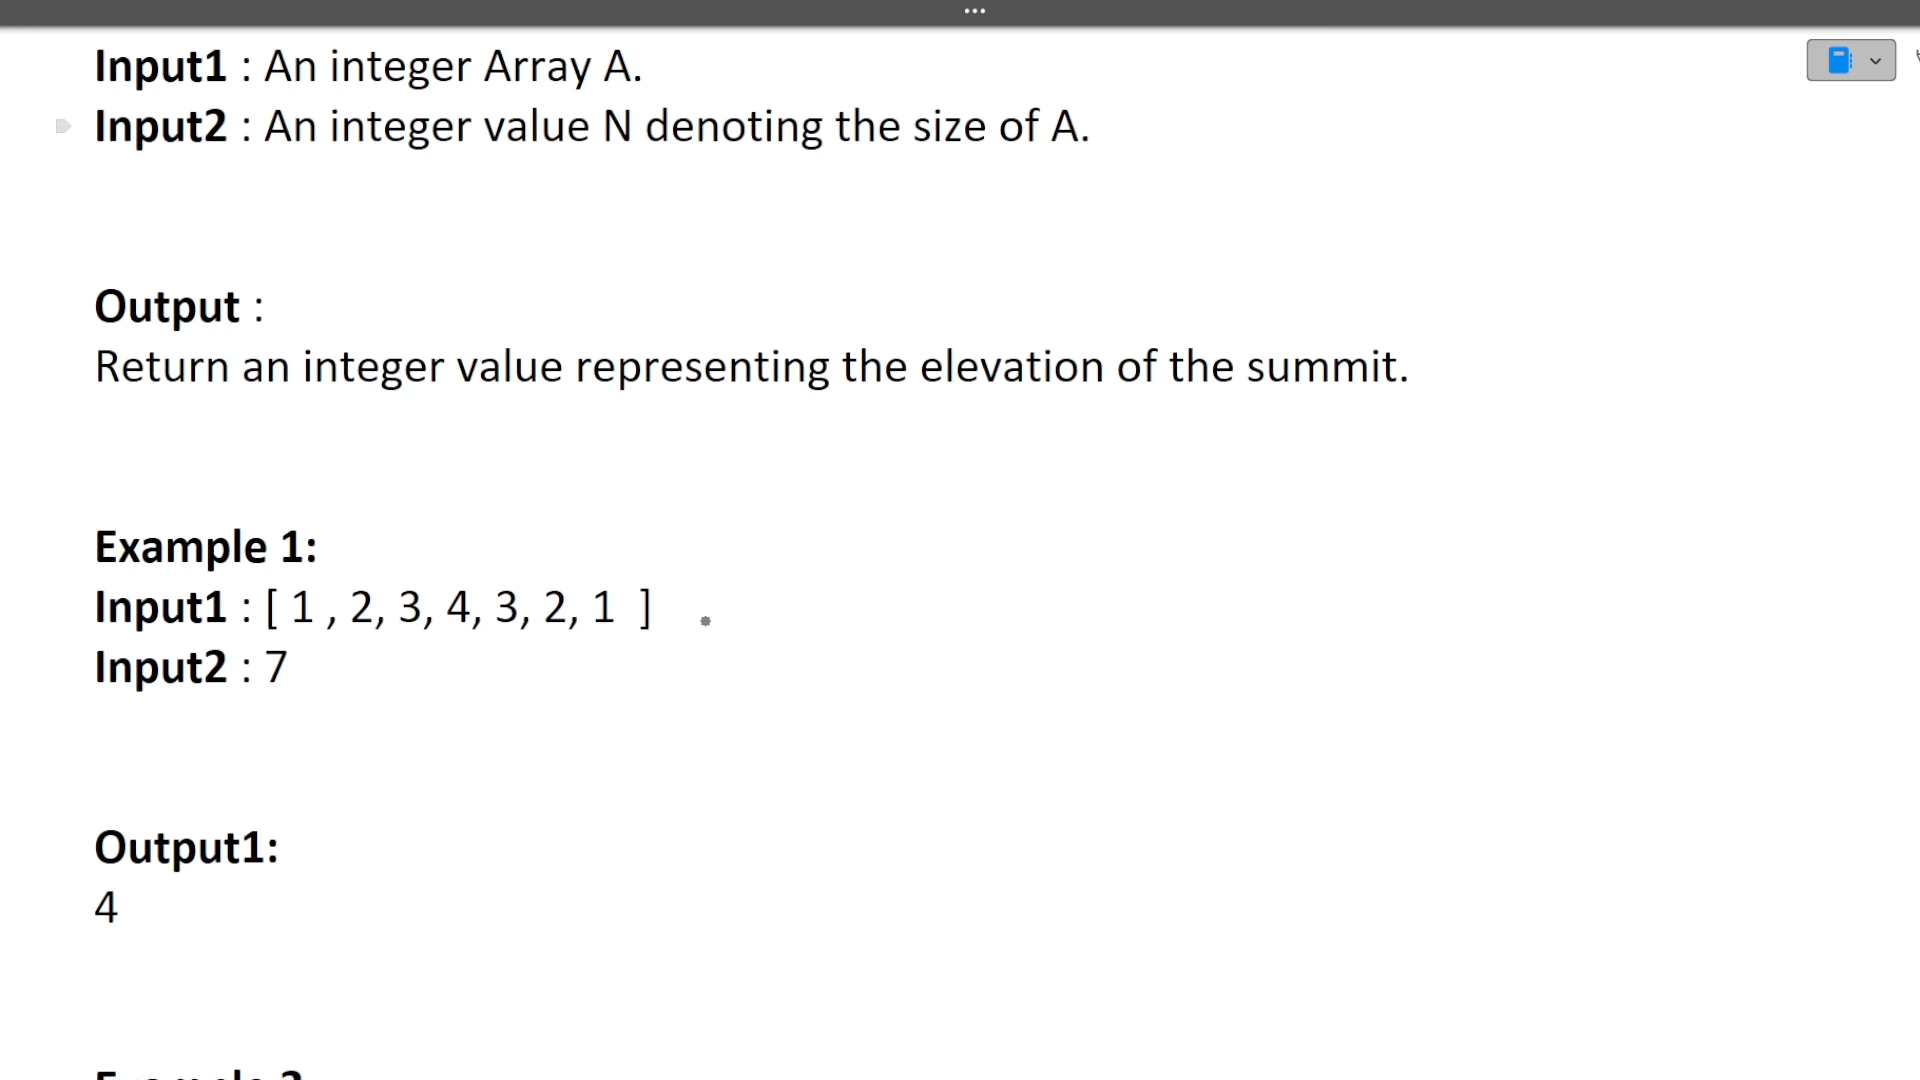 Input1 : An integer Array A.
Input2 : An integer value N denoting the size of A.
Output :
Return an integer value representing the elevation of the summit.
Example 1:
Input1 : [ 1 , 2, 3, 4, 3, 2, 1 ]
Input2 : 7
Output1:
4